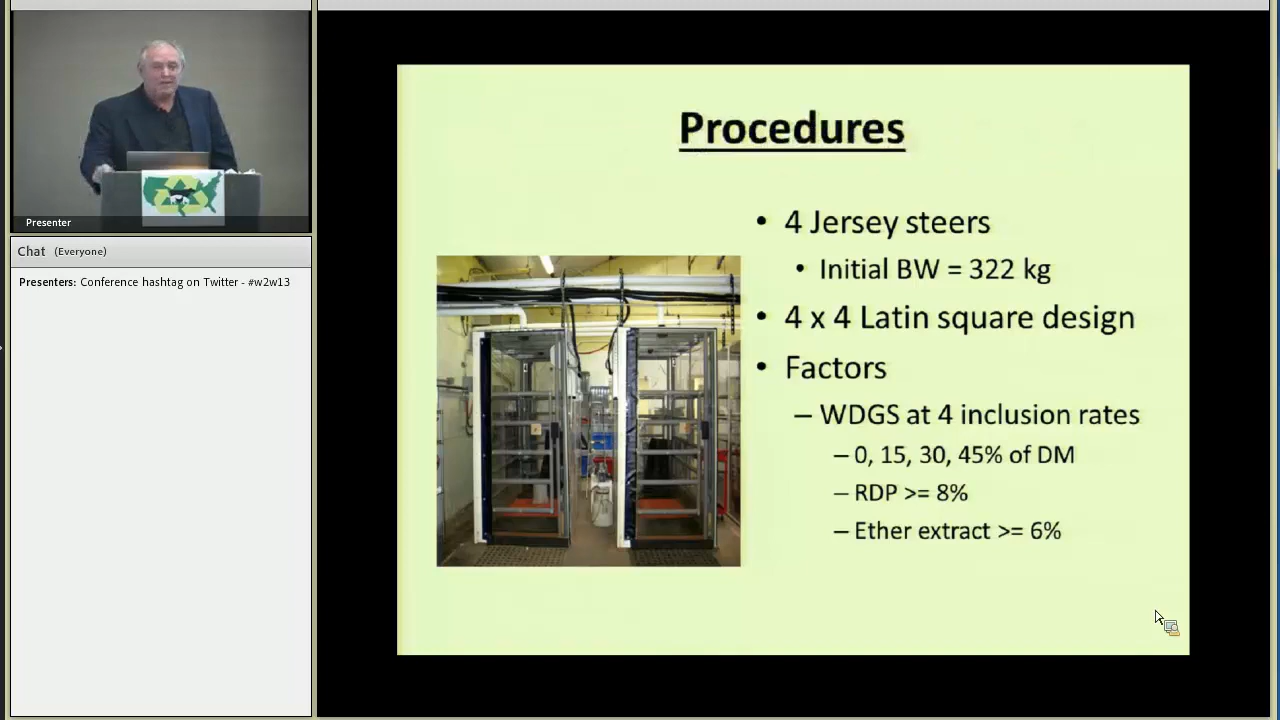 Presenter
Chat (Everyone)
Presenters: Conference hashtag on Twitter - #w2w13
Procedures
• 4 Jersey steers
• Initial BW = 322 kg
• 4 x 4 Latin square design
• Factors
– WDGS at 4 inclusion rates
– 0, 15, 30, 45% of DM
– RDP >= 8%
– Ether extract >= 6%